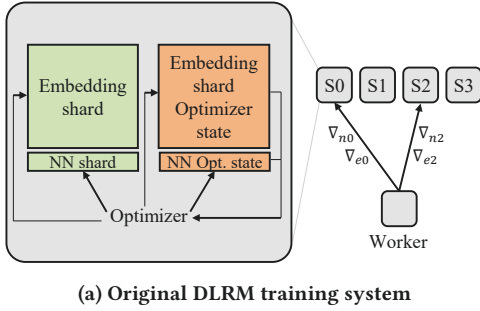 Embedding
shard
Embedding
shard
Optimizer
state
NN shard
NN Opt. state
Optimizer
S0
S1
S2
S3
∇n0
∇e0
∇n2
∇e2
Worker
(a) Original DLRM training system